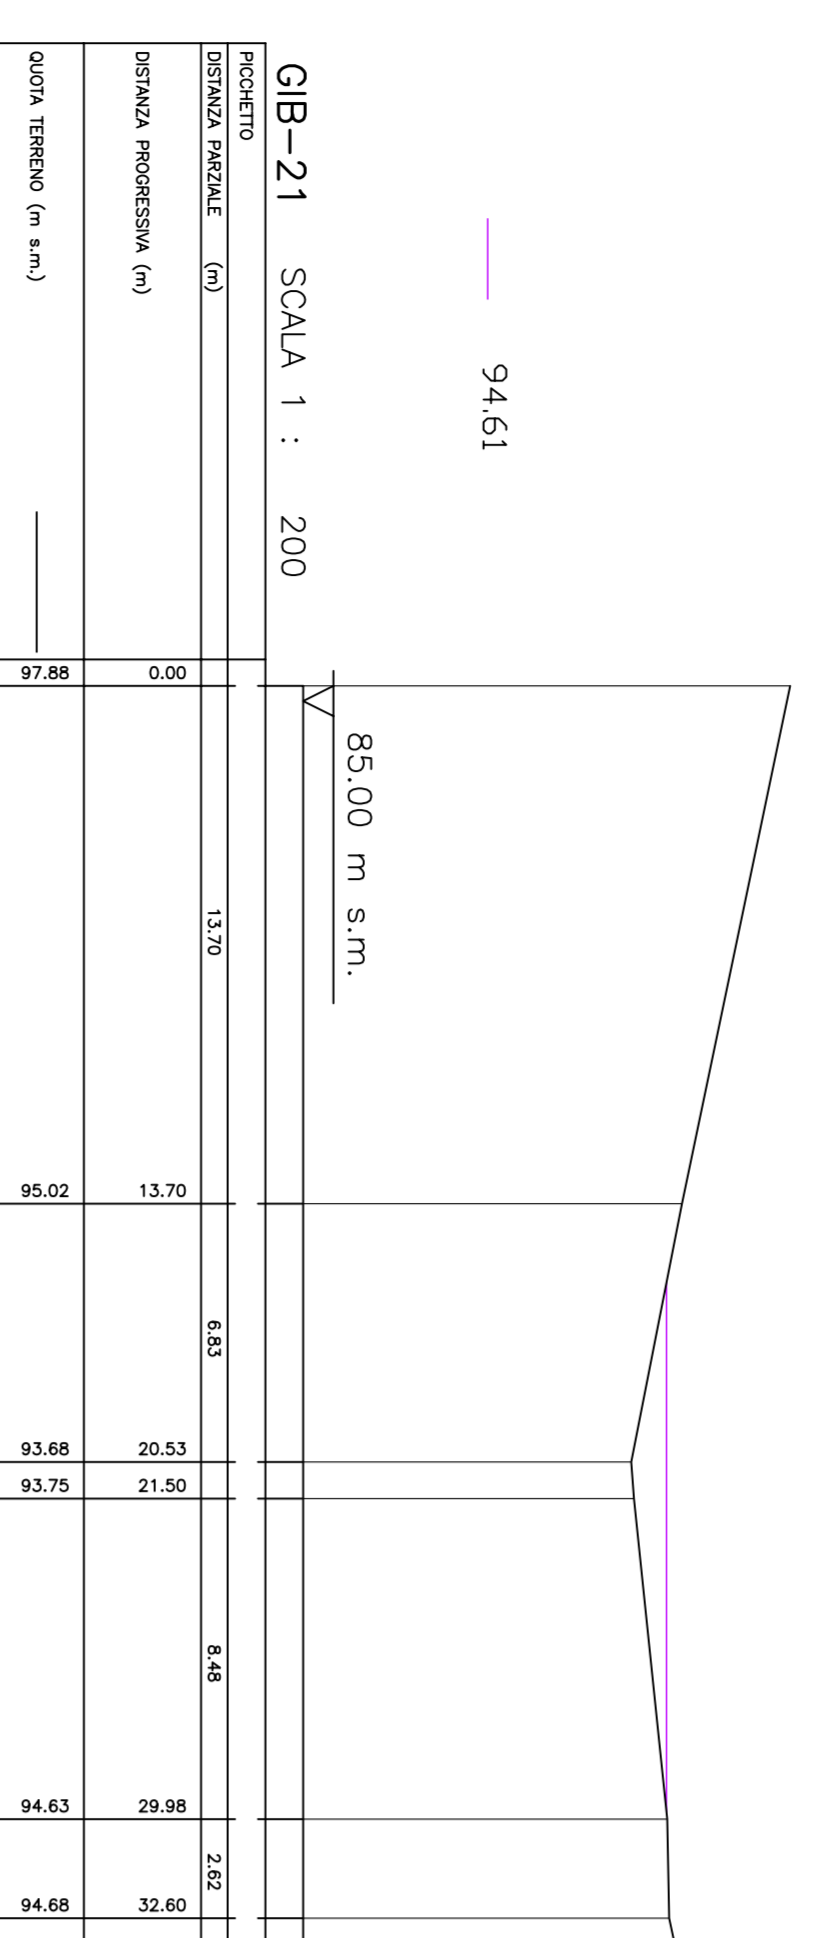 94.61
85.00 m s.m.
GIB-21 SCALA 1 : 200
PICCHETTO
DISTANZA PARZIALE (m) 13.70 6.83 8.48 2.62
DISTANZA PROGRESSIVA (m) 0.00 13.70 20.53 21.50 29.98 32.60
QUOTA TERRENO (m s.m.) 97.88 95.02 93.68 93.75 94.63 94.68